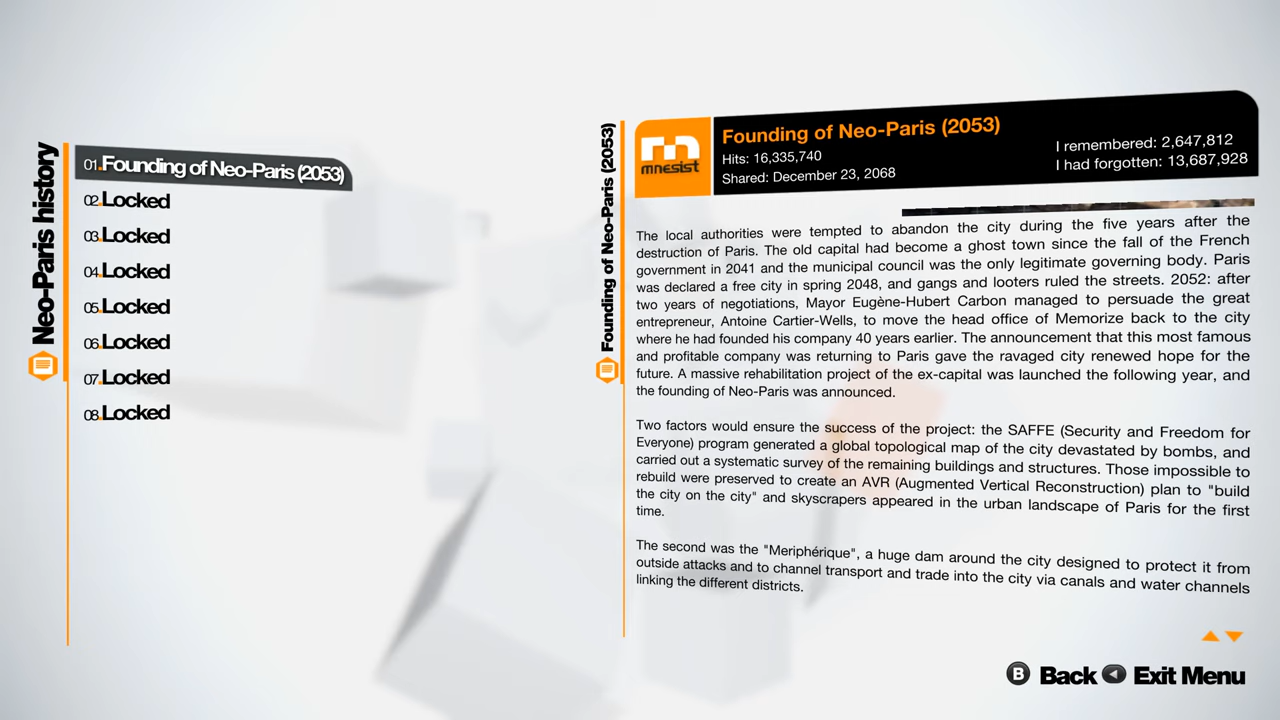 Neo-Paris history
01.Founding of Neo-Paris (2053)
02.Locked
03.Locked
04.Locked
05.Locked
06.Locked
07.Locked
08.Locked
Founding of Neo-Paris (2053)
mnesist
Founding of Neo-Paris (2053)
Hits: 16,335,740
Shared: December 23, 2068
I remembered: 2,647,812
I had forgotten: 13,687,928
The local authorities were tempted to abandon the city during the five years after the
destruction of Paris. The old capital had become a ghost town since the fall of the French
government in 2041 and the municipal council was the only legitimate governing body. Paris
was declared a free city in spring 2048, and gangs and looters ruled the streets. 2052: after
two years of negotiations, Mayor Eugène-Hubert Carbon managed to persuade the great
entrepreneur, Antoine Cartier-Wells, to move the head office of Memorize back to the city
where he had founded his company 40 years earlier. The announcement that this most famous
and profitable company was returning to Paris gave the ravaged city renewed hope for the
future. A massive rehabilitation project of the ex-capital was launched the following year, and
the founding of Neo-Paris was announced.
Two factors would ensure the success of the project: the SAFFE (Security and Freedom for
Everyone) program generated a global topological map of the city devastated by bombs, and
carried out a systematic survey of the remaining buildings and structures. Those impossible to
rebuild were preserved to create an AVR (Augmented Vertical Reconstruction) plan to "build
the city on the city" and skyscrapers appeared in the urban landscape of Paris for the first
time.
The second was the "Meriphérique", a huge dam around the city designed to protect it from
outside attacks and to channel transport and trade into the city via canals and water channels
linking the different districts.
B Back Exit Menu